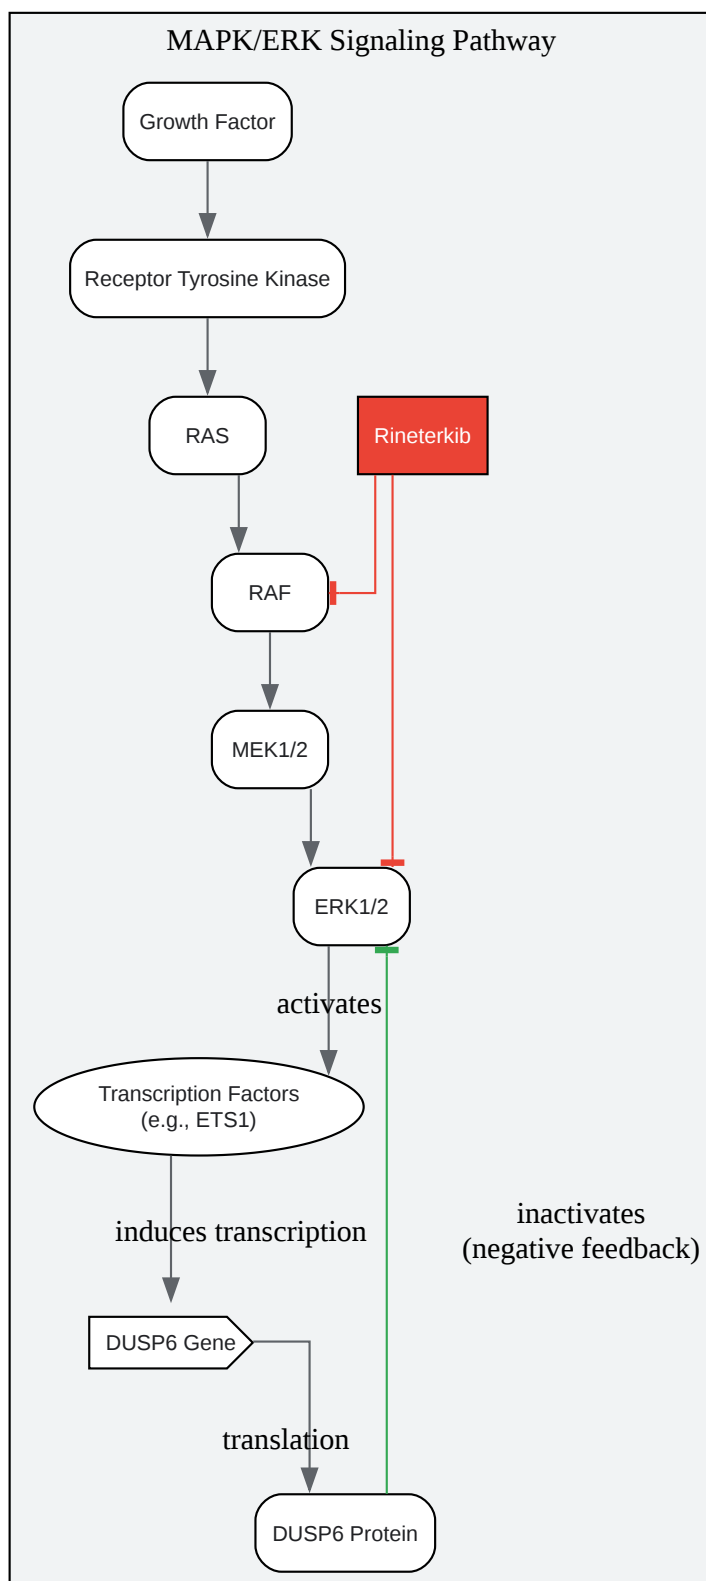 MAPK/ERK Signaling Pathway
Growth Factor
Receptor Tyrosine Kinase
RAS
Rineterkib
RAF
MEK1/2
ERK1/2
activates
Transcription Factors
(e.g., ETS1)
induces transcription
inactivates
(negative feedback)
DUSP6 Gene
translation
DUSP6 Protein